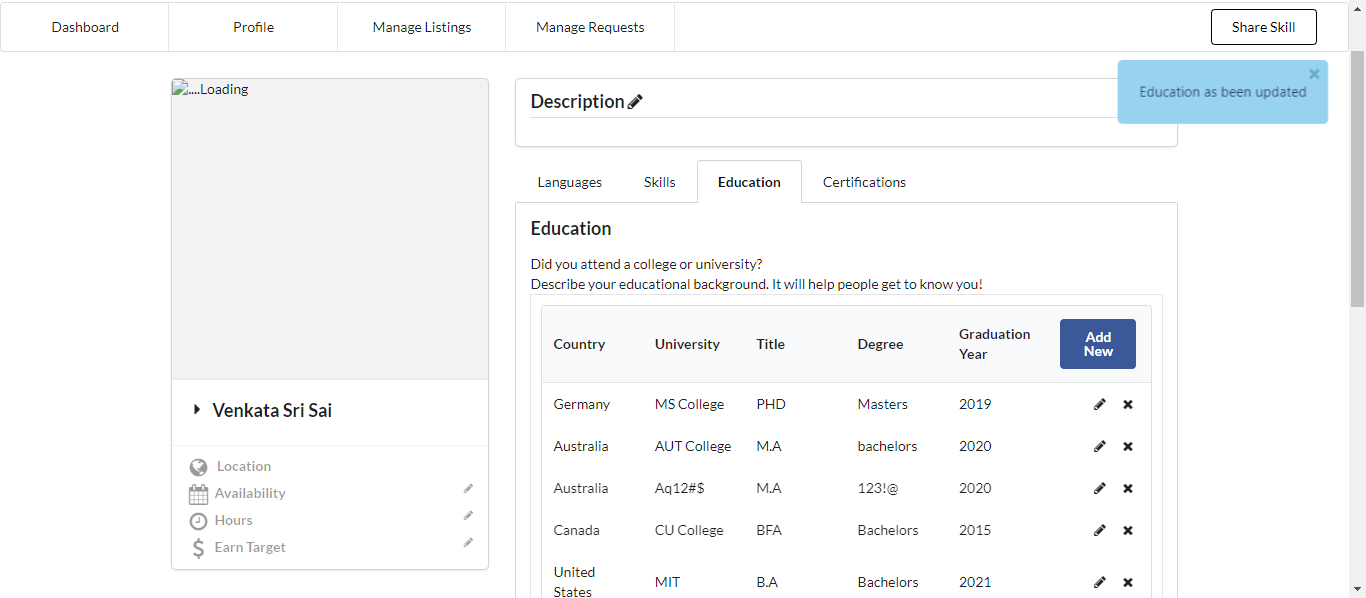 Dashboard Profile Manage Listings Manage Requests Share Skill
Education as been updated
....Loading
Venkata Sri Sai
Location
Availability
Hours
Earn Target
Description
Languages Skills Education Certifications
Education
Did you attend a college or university?
Describe your educational background. It will help people get to know you!
Country University Title Degree Graduation Year Add New
Germany MS College PHD Masters 2019
Australia AUT College M.A bachelors 2020
Australia Aq12#$ M.A 123!@ 2020
Canada CU College BFA Bachelors 2015
United States MIT B.A Bachelors 2021